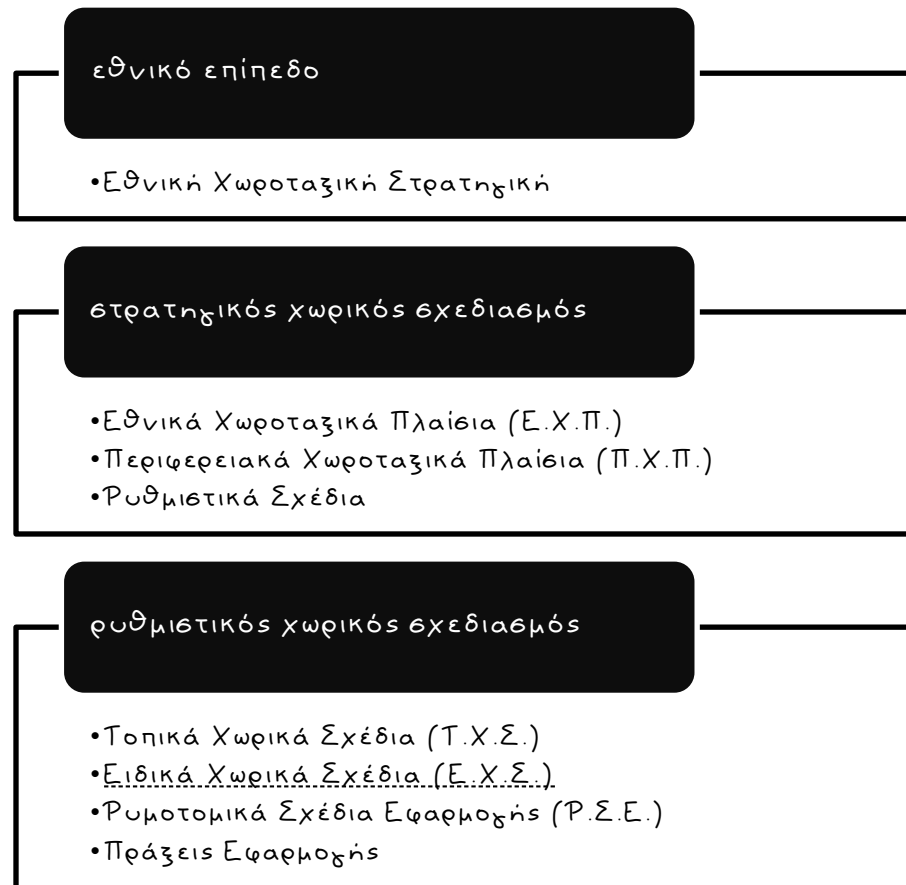 εθνικό επίπεδο
•Εθνική Χωροταξική Στρατηγική
στρατηγικός χωρικός σχεδιασμός
•Εθνικά Χωροταξικά Πλαίσια (Ε.Χ.Π.)
•Περιφερειακά Χωροταξικά Πλαίσια (Π.Χ.Π.)
•Ρυθμιστικά Σχέδια
ρυθμιστικός χωρικός σχεδιασμός
•Τοπικά Χωρικά Σχέδια (Τ.Χ.Σ.)
•Ειδικά Χωρικά Σχέδια (Ε.Χ.Σ.)
•Ρυμοτομικά Σχέδια Εφαρμογής (Ρ.Σ.Ε.)
•Πράξεις Εφαρμογής